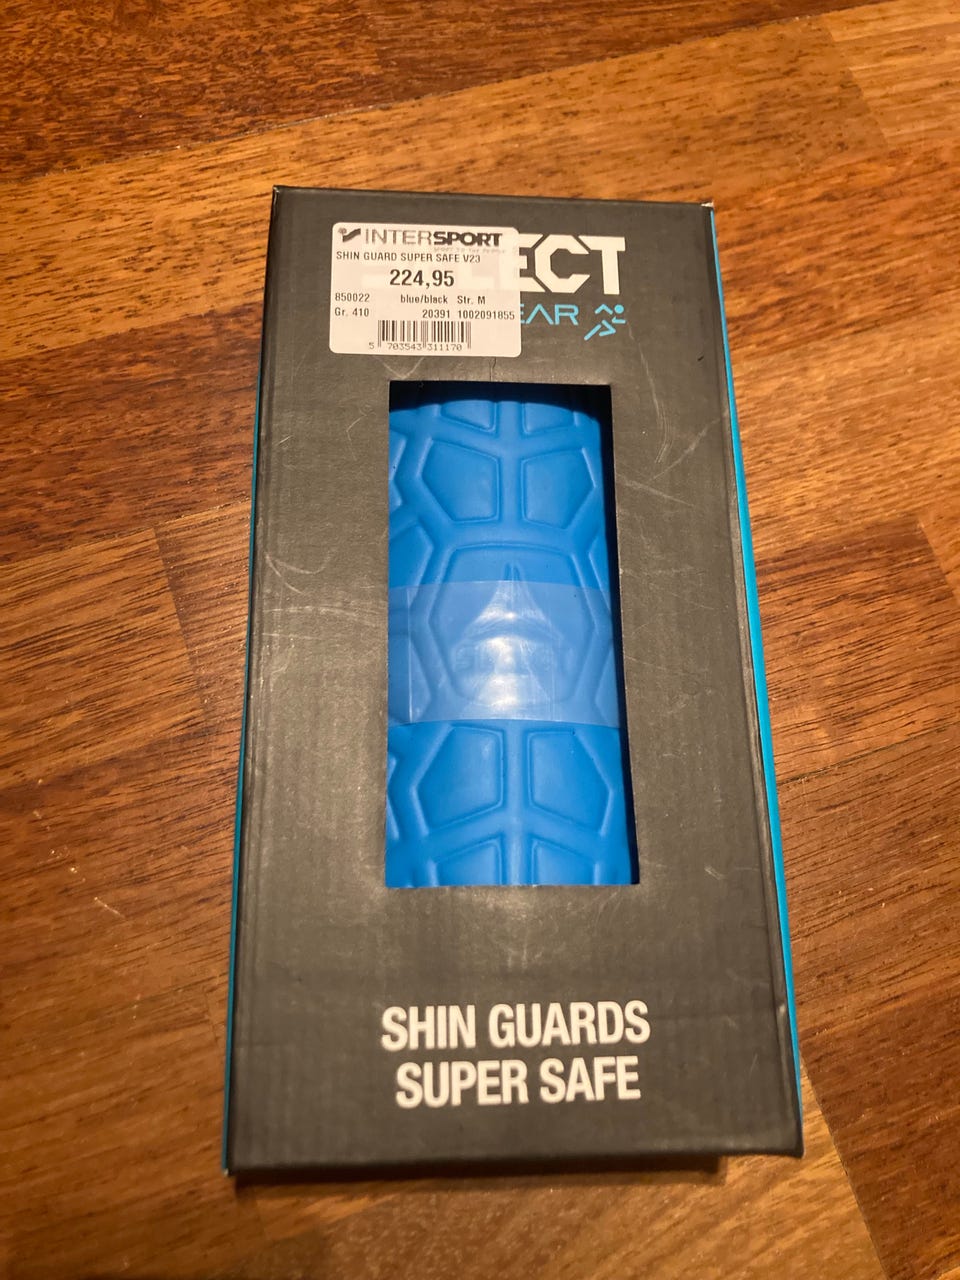 INTERSPORT
SHIN GUARD SUPER SAFE V23
224,95
850022 blue/black Str. M
Gr. 410 20391 1002091855
5 703543 311170
ECT
EAR
SHIN GUARDS
SUPER SAFE